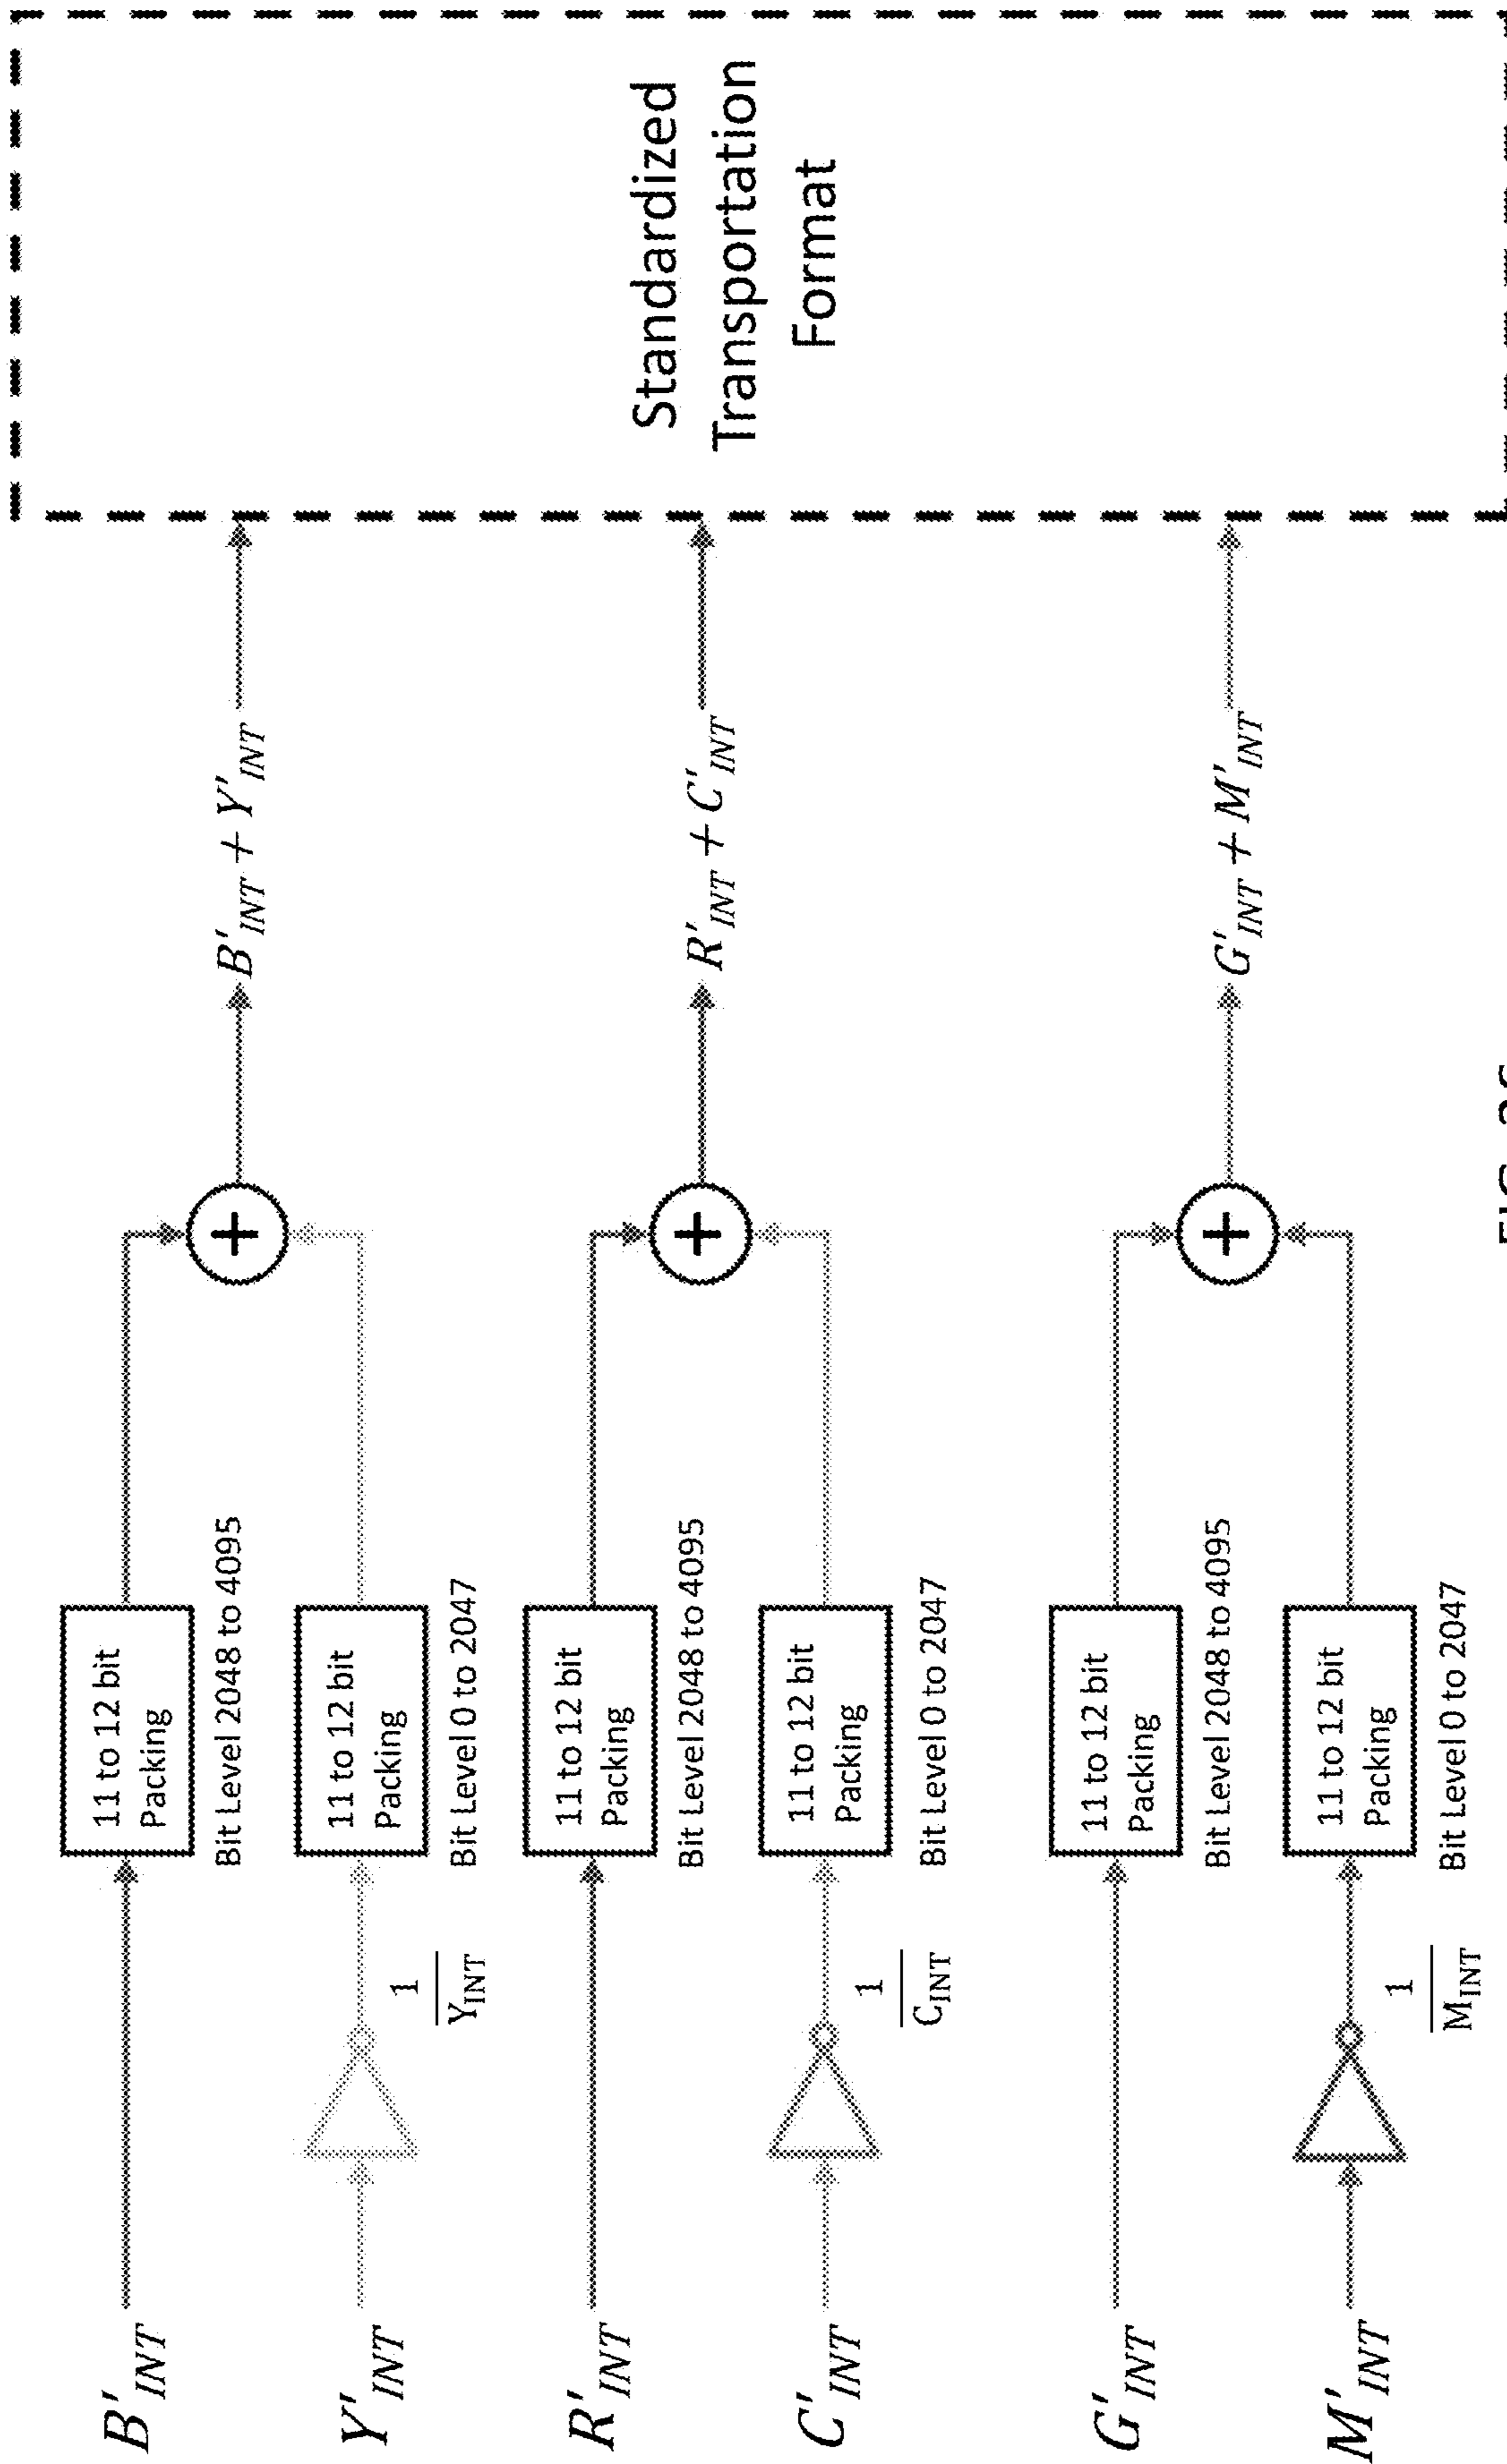 B'INT
11 to 12 bit
Packing
Bit Level 2048 to 4095
Y'INT
1
YINT
11 to 12 bit
Packing
Bit Level 0 to 2047
+
B'INT + Y'INT
R'INT
11 to 12 bit
Packing
Bit Level 2048 to 4095
C'INT
1
CINT
11 to 12 bit
Packing
Bit Level 0 to 2047
+
R'INT + C'INT
G'INT
11 to 12 bit
Packing
Bit Level 2048 to 4095
M'INT
1
MINT
11 to 12 bit
Packing
Bit Level 0 to 2047
+
G'INT + M'INT
Standardized
Transportation
Format
FIG.